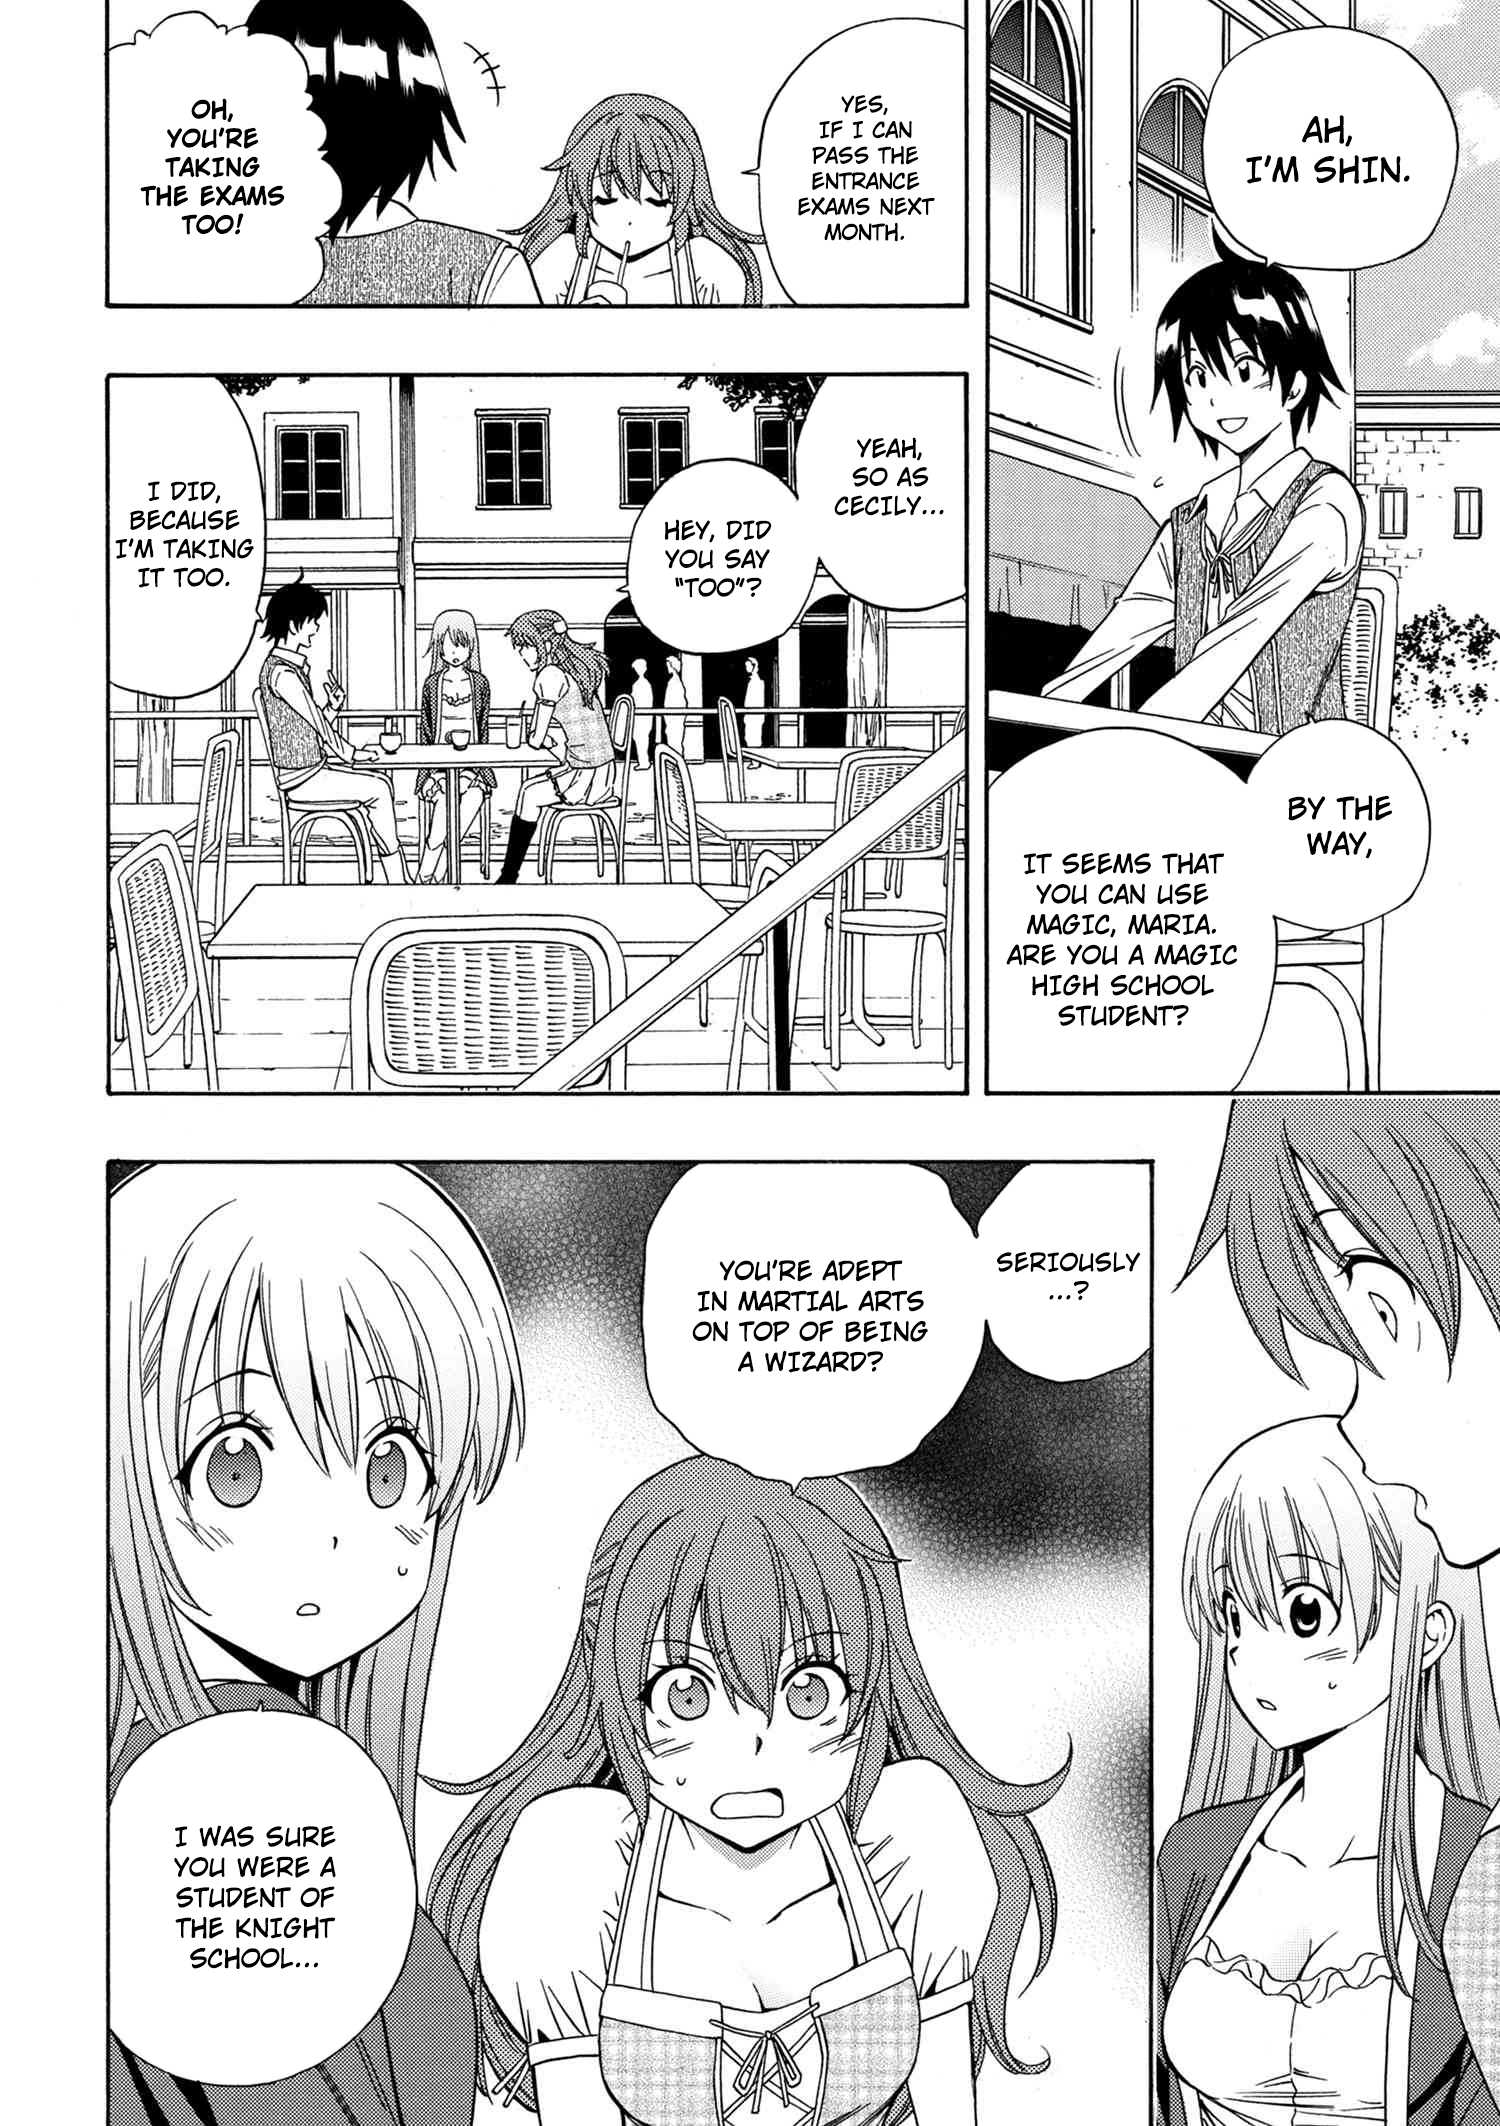 AH,
I'M SHIN.
BY THE
WAY,
IT SEEMS THAT
YOU CAN USE
MAGIC, MARIA.
ARE YOU A MAGIC
HIGH SCHOOL
STUDENT?
YES,
IF I CAN
PASS THE
ENTRANCE
EXAMS NEXT
MONTH.
OH,
YOU'RE
TAKING
THE EXAMS
TOO!
YEAH,
SO AS
CECILY...
HEY, DID
YOU SAY
"TOO"?
I DID,
BECAUSE
I'M TAKING
IT TOO.
SERIOUSLY
...?
YOU'RE ADEPT
IN MARTIAL ARTS
ON TOP OF BEING
A WIZARD?
I WAS SURE
YOU WERE A
STUDENT OF
THE KNIGHT
SCHOOL...